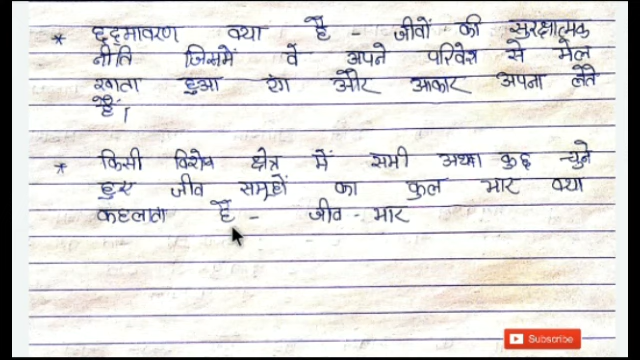 * छद्मावरण क्या है - जीवों की सुरक्षात्मक
नीति जिसमें वे अपने परिवेश से मेल
खाता हुआ रंग और आकार अपना लेते
हैं।
* किसी विशेष क्षेत्र में सभी अथवा कुछ चुने
हुए जीव समूहों का कुल भार क्या
कहलाता है - जीव - भार
Subscribe